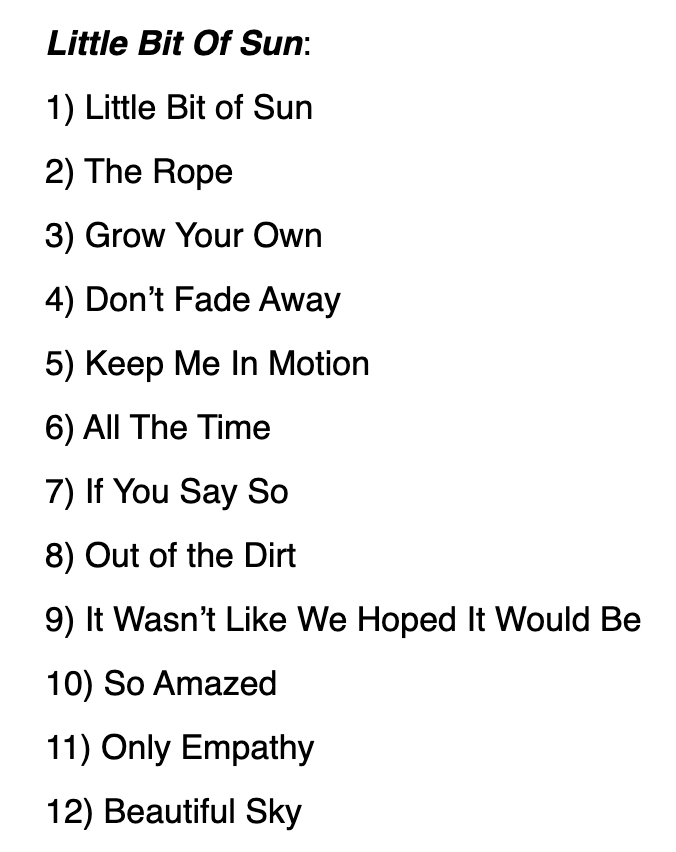 Little Bit Of Sun:
1) Little Bit of Sun
2) The Rope
3) Grow Your Own
4) Don’t Fade Away
5) Keep Me In Motion
6) All The Time
7) If You Say So
8) Out of the Dirt
9) It Wasn’t Like We Hoped It Would Be
10) So Amazed
11) Only Empathy
12) Beautiful Sky